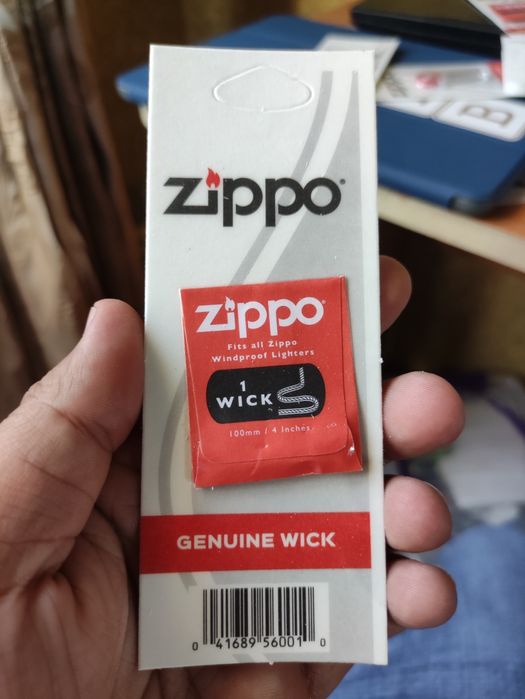 zippo
zippo
Fits all Zippo
Windproof Lighters
1
WICK
100mm / 4 Inches
GENUINE WICK
0 41689 56001 0
B